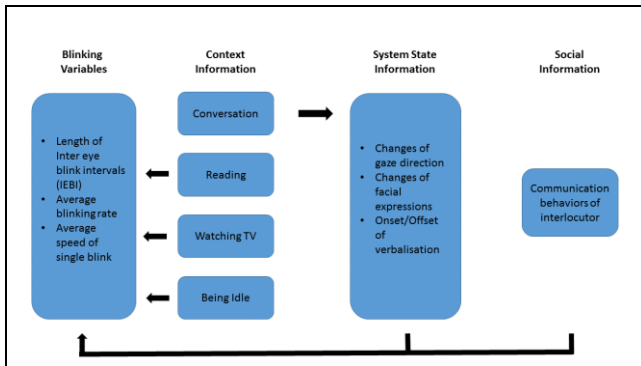 Blinking
Variables
Context
Information
System State
Information
Social
Information
• Length of
Inter eye
blink intervals
(IEBI)
• Average
blinking rate
• Average
speed of
single blink
Conversation
Reading
Watching TV
Being Idle
• Changes of
gaze direction
• Changes of
facial
expressions
• Onset/Offset
of
verbalisation
Communication
behaviors of
interlocutor